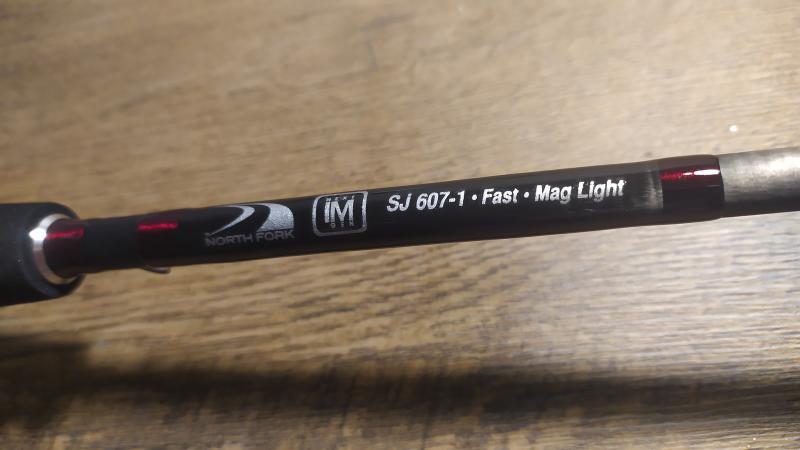 NORTH FORK
IM
SJ 607-1 • Fast • Mag Light